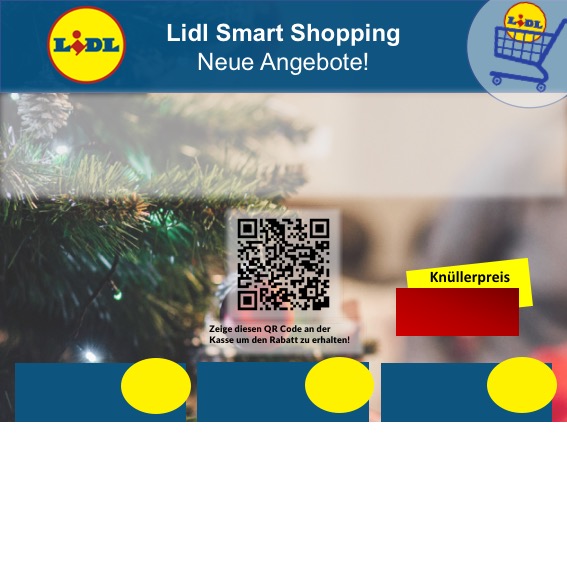 LiDL
Lidl Smart Shopping
Neue Angebote!
LiDL
Knüllerpreis
Zeige diesen QR Code an der
Kasse um den Rabatt zu erhalten!